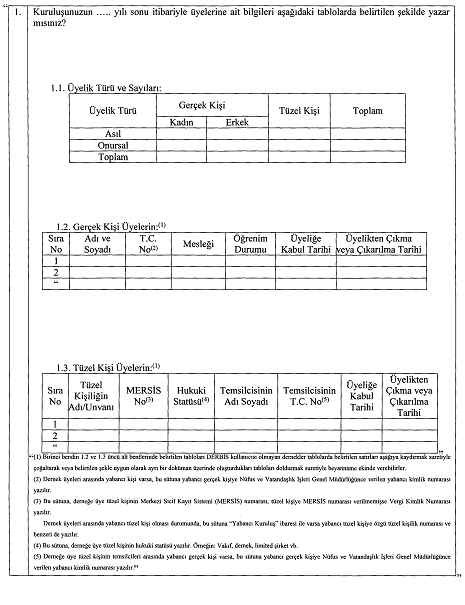 “
1. Kuruluşunuzun ..... yılı sonu itibariyle üyelerine ait bilgileri aşağıdaki tablolarda belirtilen şekilde yazar
mısınız?
1.1. Üyelik Türü ve Sayıları:
Üyelik Türü Gerçek Kişi Tüzel Kişi Toplam
Kadın Erkek
Asıl
Onursal
Toplam
1.2. Gerçek Kişi Üyelerin:(1)
Sıra No Adı ve Soyadı T.C. No(2) Mesleği Öğrenim Durumu Üyeliğe Kabul Tarihi Üyelikten Çıkma veya Çıkarılma Tarihi
1
2
“
1.3. Tüzel Kişi Üyelerin:(1)
Sıra No Tüzel Kişiliğin Adı/Unvanı MERSİS No(3) Hukuki Statüsü(4) Temsilcisinin Adı Soyadı Temsilcisinin T.C. No(5) Üyeliğe Kabul Tarihi Üyelikten Çıkma veya Çıkarılma Tarihi
1
2
“
”
“(1) Birinci bendin 1.2 ve 1.3 üncü alt bentlerinde belirtilen tabloları DERBİS kullanıcısı olmayan dernekler tablolarda belirtilen satırları aşağıya kaydırmak suretiyle
çoğaltarak veya belirtilen şekle uygun olarak ayrı bir doküman üzerinde oluşturdukları tabloları doldurmak suretiyle beyanname ekinde verebilirler.
(2) Dernek üyeleri arasında yabancı kişi varsa, bu sütuna yabancı gerçek kişiye Nüfus ve Vatandaşlık İşleri Genel Müdürlüğünce verilen yabancı kimlik numarası
yazılır.
(3) Bu sütuna, derneğe üye tüzel kişinin Merkezi Sicil Kayıt Sistemi (MERSİS) numarası, tüzel kişiye MERSİS numarası verilmemişse Vergi Kimlik Numarası
yazılır.
Dernek üyeleri arasında yabancı tüzel kişi olması durumunda, bu sütuna “Yabancı Kuruluş” ibaresi ile varsa yabancı tüzel kişiye özgü tüzel kişilik numarası ve
benzeri de yazılır.
(4) Bu sütuna, derneğe üye tüzel kişinin hukuki statüsü yazılır. Örneğin: Vakıf, dernek, limited şirket vb.
(5) Derneğe üye tüzel kişinin temsilcileri arasında yabancı gerçek kişi varsa, bu sütuna yabancı gerçek kişiye Nüfus ve Vatandaşlık İşleri Genel Müdürlüğünce
verilen yabancı kimlik numarası yazılır.”
”